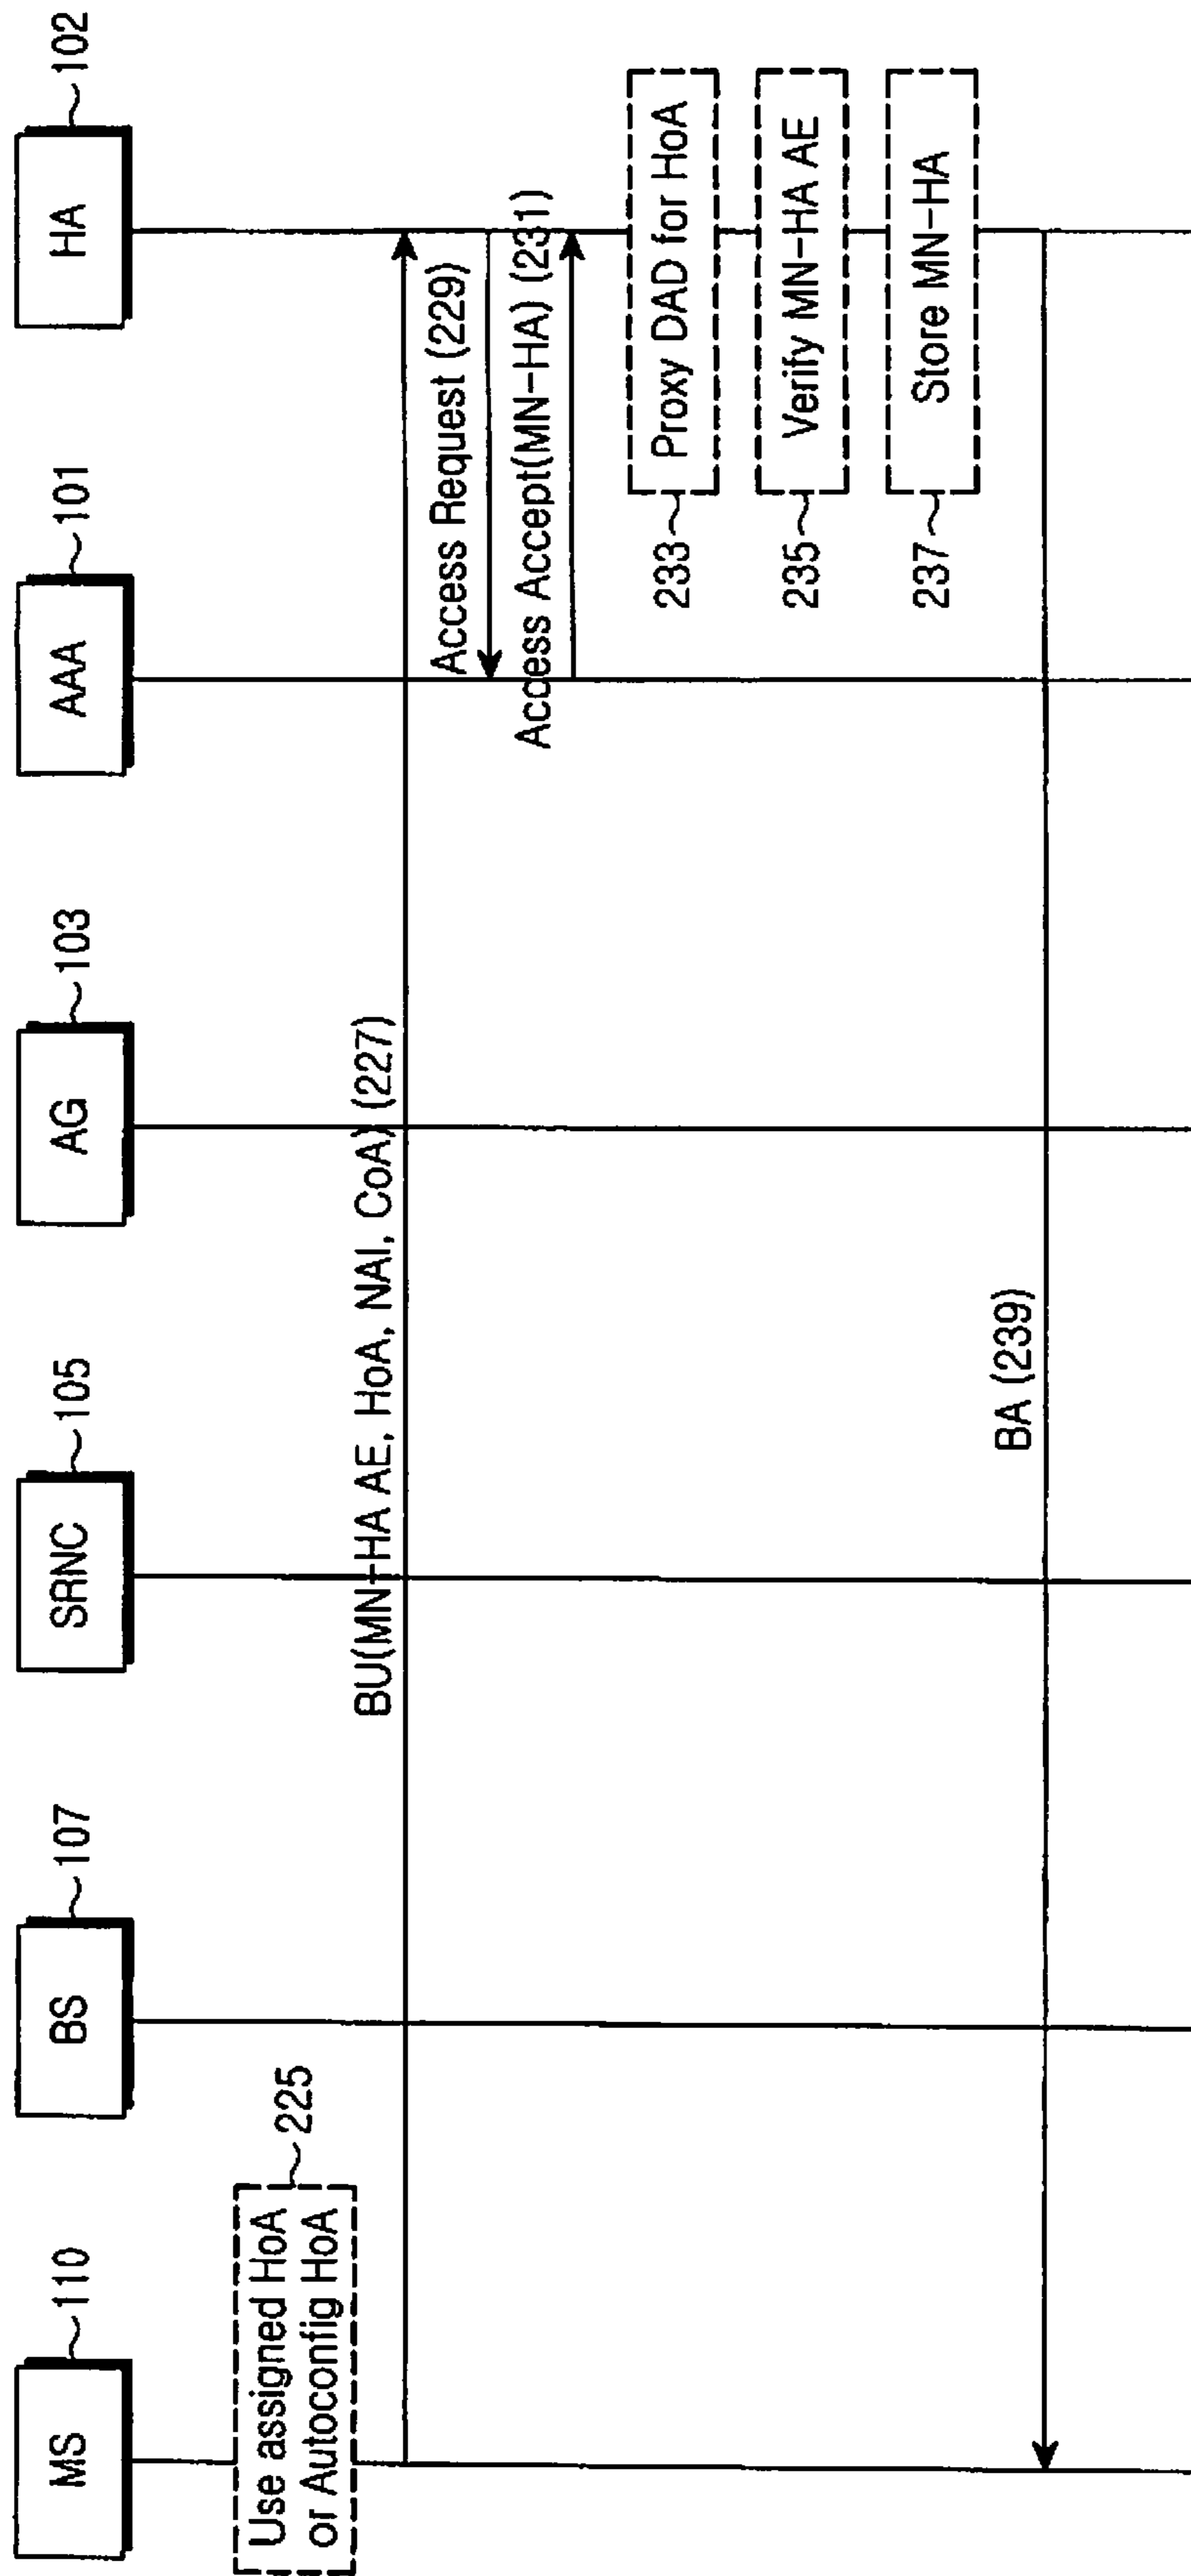 MS ~110
BS ~107
SRNC ~105
AG ~103
AAA ~101
HA ~102
Use assigned HoA
or Autoconfig HoA
~225
BU(MN-HA AE, HoA, NAI, CoA) (227)
Access Request (229)
Access Accept(MN-HA) (231)
233~ Proxy DAD for HoA
235~ Verify MN-HA AE
237~ Store MN-HA
BA (239)